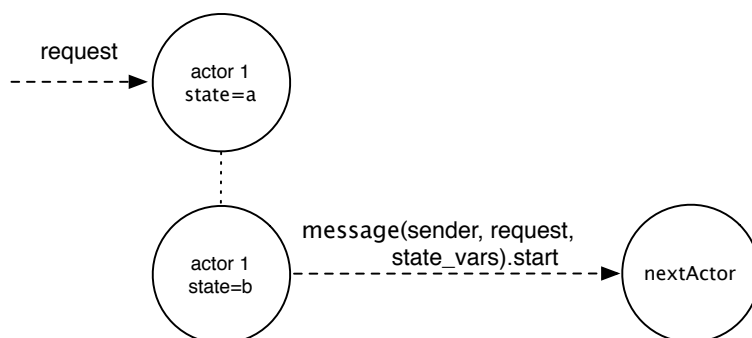 request
actor 1
state=a
message(sender, request,
state_vars).start
actor 1
state=b
nextActor